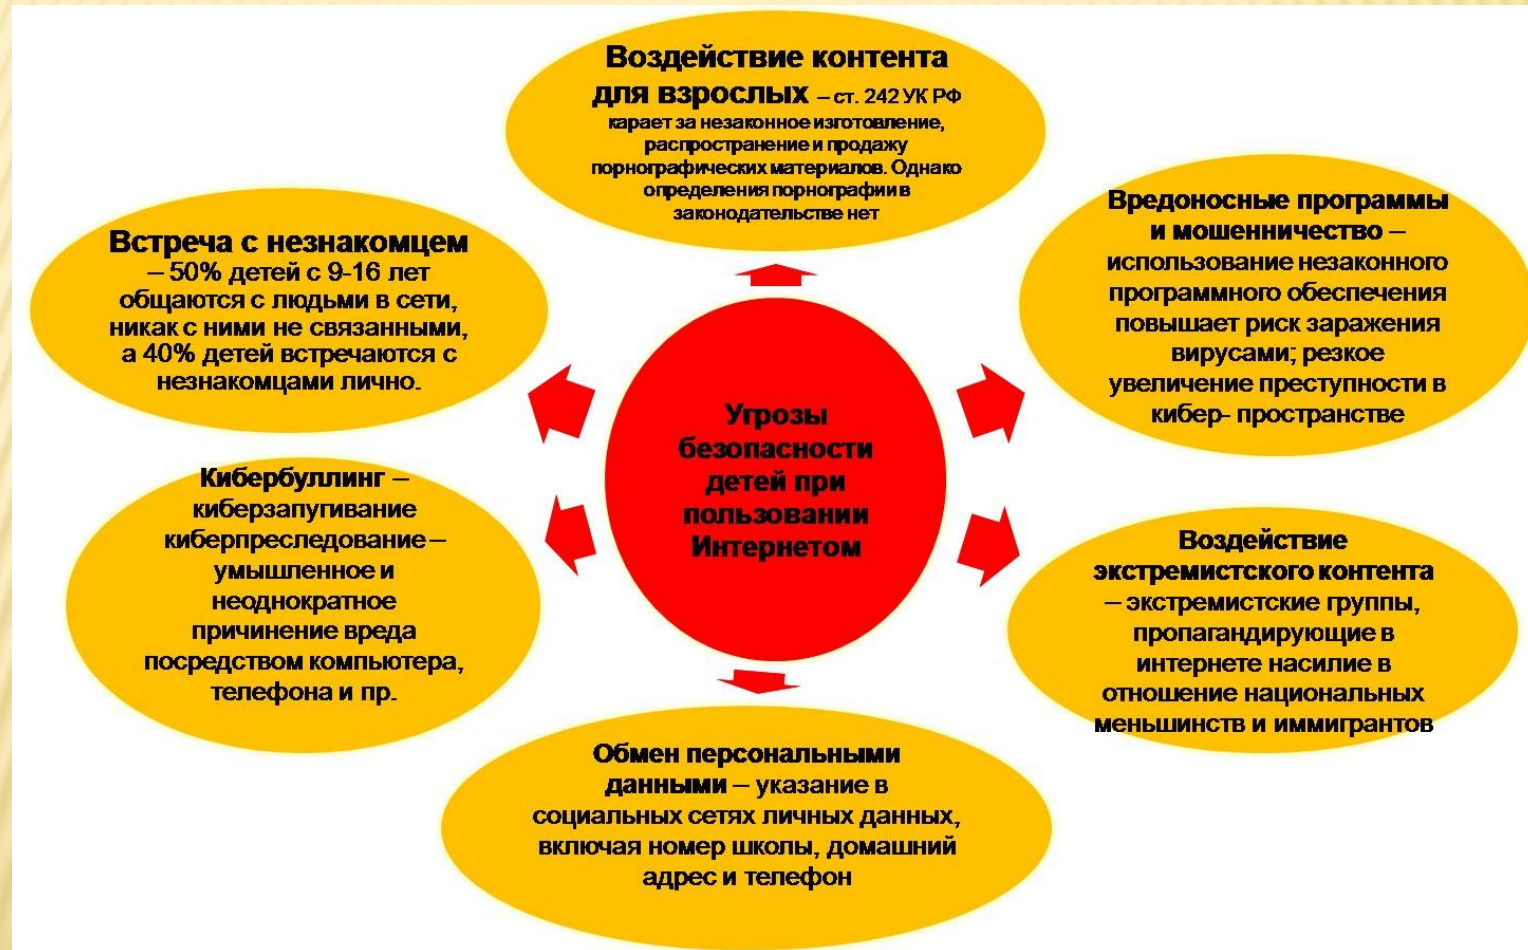 Воздействие контента
для взрослых – ст. 242 УК РФ
карает за незаконное изготовление,
распространение и продажу
порнографических материалов. Однако
определения порнографии в
законодательстве нет
Встреча с незнакомцем
– 50% детей с 9-16 лет
общаются с людьми в сети,
никак с ними не связанными,
а 40% детей встречаются с
незнакомцами лично.
Вредоносные программы
и мошенничество –
использование незаконного
программного обеспечения
повышает риск заражения
вирусами; резкое
увеличение преступности в
кибер- пространстве
Угрозы
безопасности
детей при
пользовании
Интернетом
Кибербуллинг –
киберзапугивание
киберпреследование –
умышленное и
неоднократное
причинение вреда
посредством компьютера,
телефона и пр.
Воздействие
экстремистского контента
– экстремистские группы,
пропагандирующие в
интернете насилие в
отношение национальных
меньшинств и иммигрантов
Обмен персональными
данными – указание в
социальных сетях личных данных,
включая номер школы, домашний
адрес и телефон